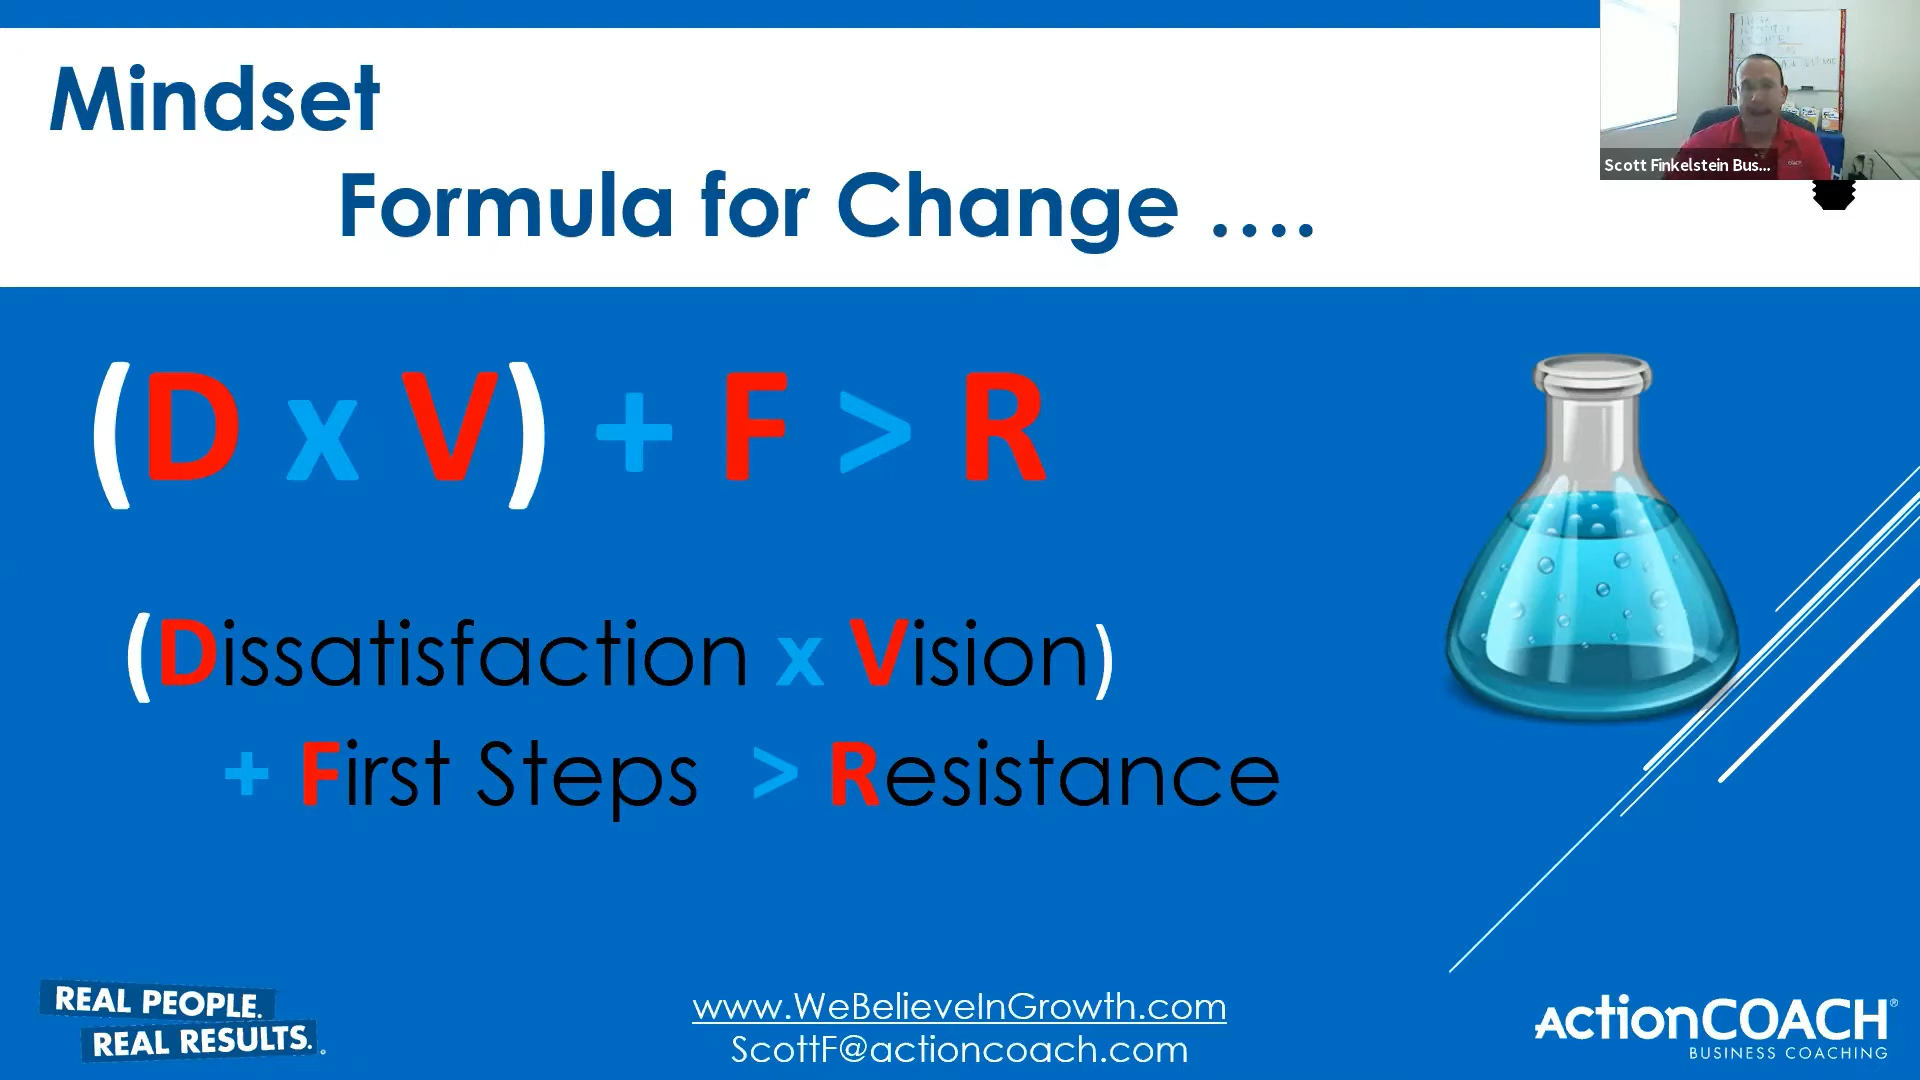 Mindset
Formula for Change ....
Scott Finkelstein Bus...
(D x V) + F > R
(Dissatisfaction x Vision)
+ First Steps > Resistance
REAL PEOPLE.
REAL RESULTS.
www.WeBelieveInGrowth.com
ScottF@actioncoach.com
ActionCOACH®
BUSINESS COACHING